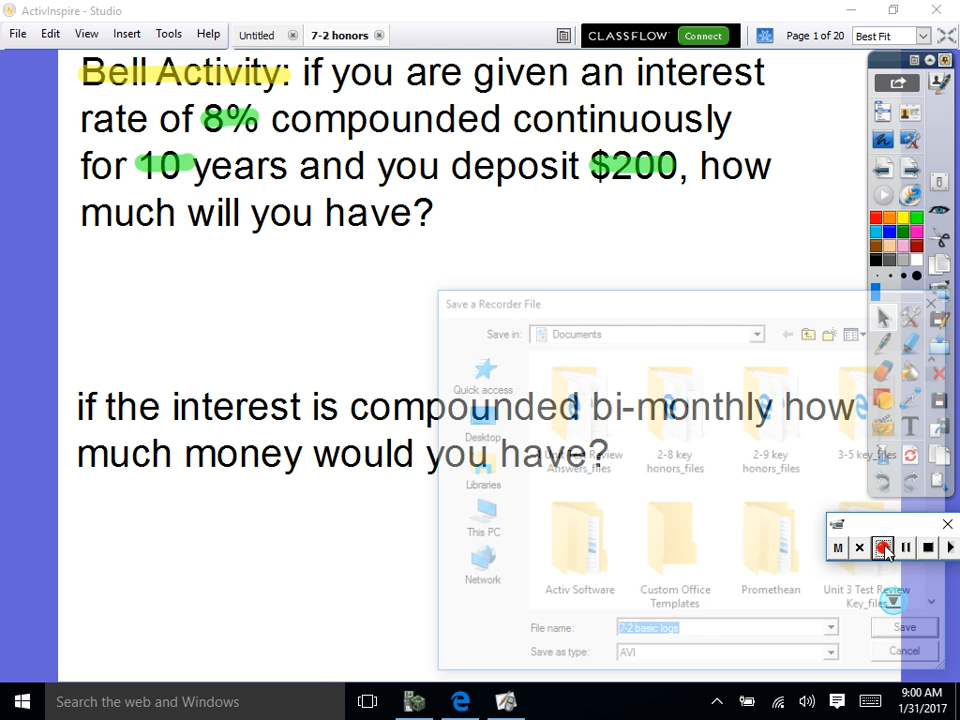 ActivInspire - Studio
File Edit View Insert Tools Help Untitled 7-2 honors CLASSFLOW Connect Page 1 of 20 Best Fit
Bell Activity: if you are given an interest
rate of 8% compounded continuously
for 10 years and you deposit $200, how
much will you have?
Save a Recorder File
Save in: Documents
Quick access
if the interest is compounded bi-monthly how
Desktop
much money would you have?
Unit Test Review Answers_files
2-8 key honors_files
2-9 key honors_files
3-5 key_files
Libraries
This PC
Network
Activ Software
Custom Office Templates
Promethean
Unit 3 Test Review Key_files
M
File name: 7-2 basic logs Save
Save as type: AVI Cancel
Search the web and Windows
9:00 AM
1/31/2017